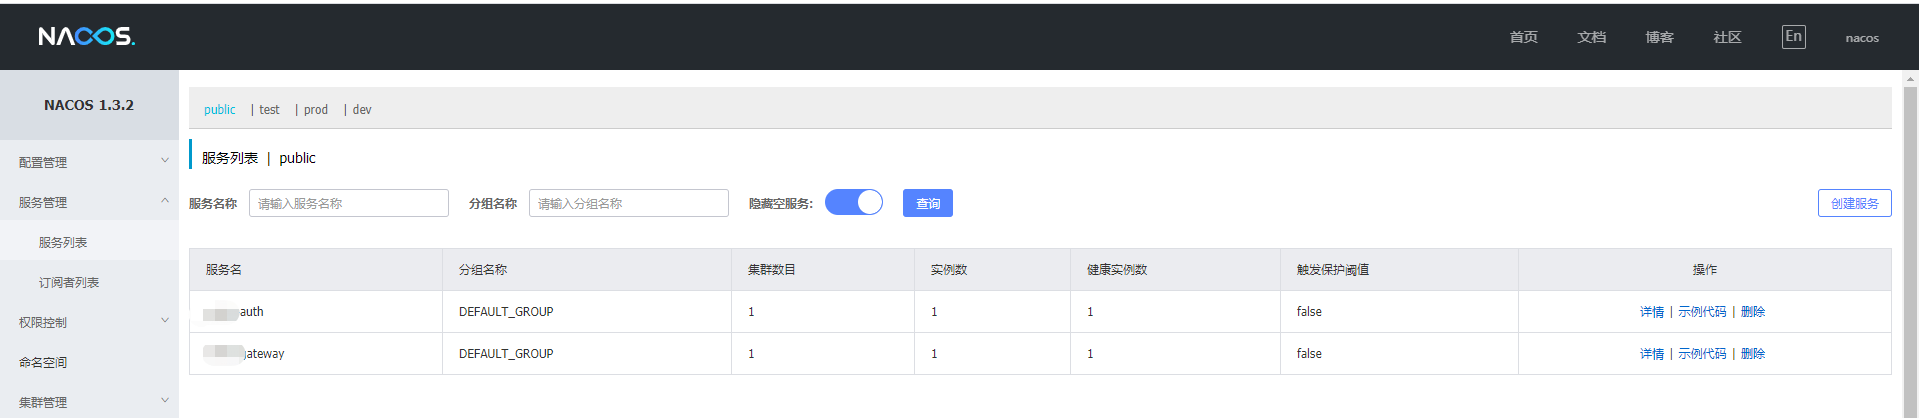 NACOS.
首页 文档 博客 社区 En nacos
NACOS 1.3.2
配置管理
服务管理
服务列表
订阅者列表
权限控制
命名空间
集群管理
public | test | prod | dev
服务列表 | public
服务名称 请输入服务名称 分组名称 请输入分组名称 隐藏空服务: 查询 创建服务
服务名 分组名称 集群数目 实例数 健康实例数 触发保护阈值 操作
auth DEFAULT_GROUP 1 1 1 false 详情 | 示例代码 | 删除
ateway DEFAULT_GROUP 1 1 1 false 详情 | 示例代码 | 删除